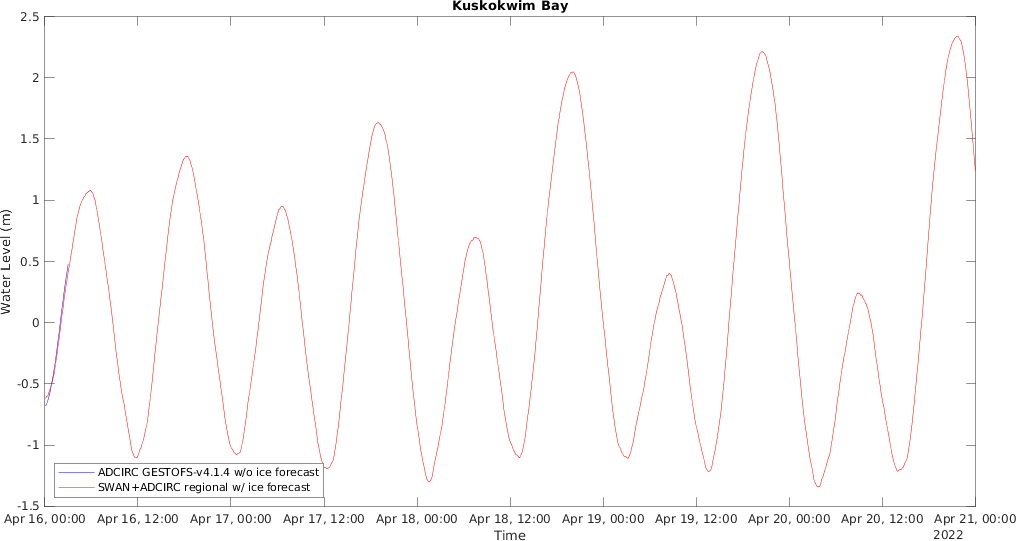 Kuskokwim Bay
2.5
2
1.5
1
0.5
0
-0.5
-1
-1.5
Water Level (m)
ADCIRC GESTOFS-v4.1.4 w/o ice forecast
SWAN+ADCIRC regional w/ ice forecast
Apr 16, 00:00 Apr 16, 12:00 Apr 17, 00:00 Apr 17, 12:00 Apr 18, 00:00 Apr 18, 12:00 Apr 19, 00:00 Apr 19, 12:00 Apr 20, 00:00 Apr 20, 12:00 Apr 21, 00:00
Time
2022